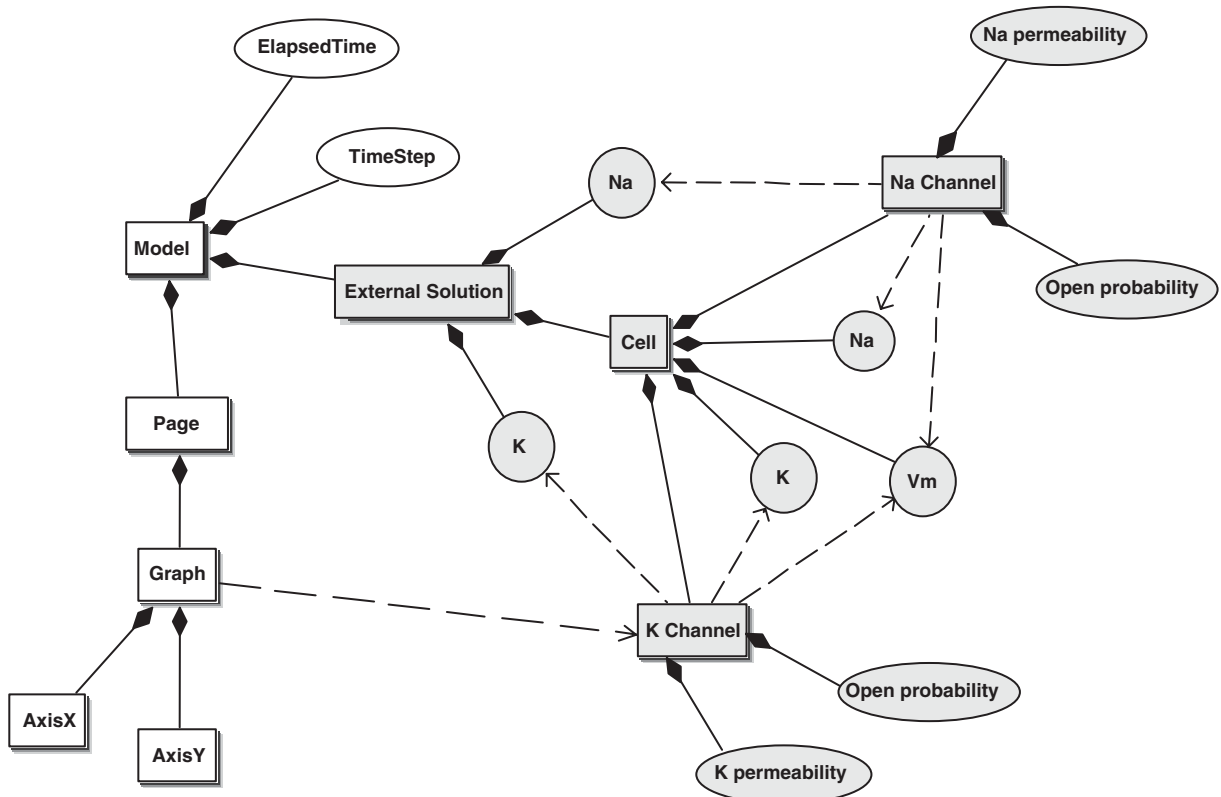 Na permeability
ElapsedTime
TimeStep
Na
Na Channel
Model
External Solution
Open probability
Cell
Na
Page
K
K
Vm
Graph
K Channel
Open probability
AxisX
AxisY
K permeability